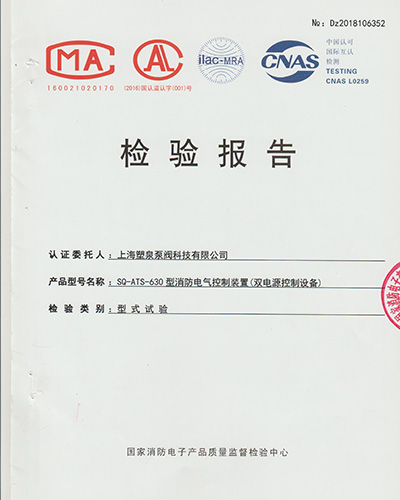 No: Dz2018106352
MA
AL
ilac-MRA
CNAS
中国认可
国际互认
检测
TESTING
CNAS L0259
160021020170
(2016)国认监认字(001)号
检验报告
认证委托人：上海塑泉泵阀科技有限公司
产品型号名称：SQ-ATS-630 型消防电气控制装置(双电源控制设备)
检验类别：型式试验
国家消防电子产品质量监督检验中心